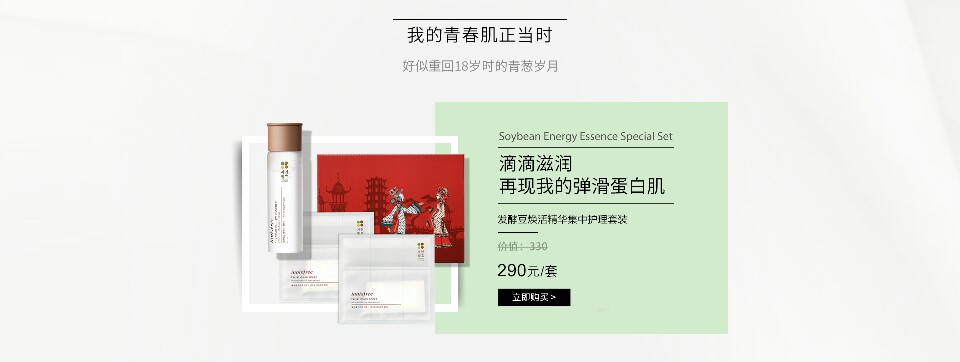 我的青春肌正当时
好似重回18岁时的青葱岁月
Soybean Energy Essence Special Set
滴滴滋润
再现我的弹滑蛋白肌
发酵豆焕活精华集中护理套装
价值：330
290元/套
立即购买 >
innisfree
innisfree
innisfree